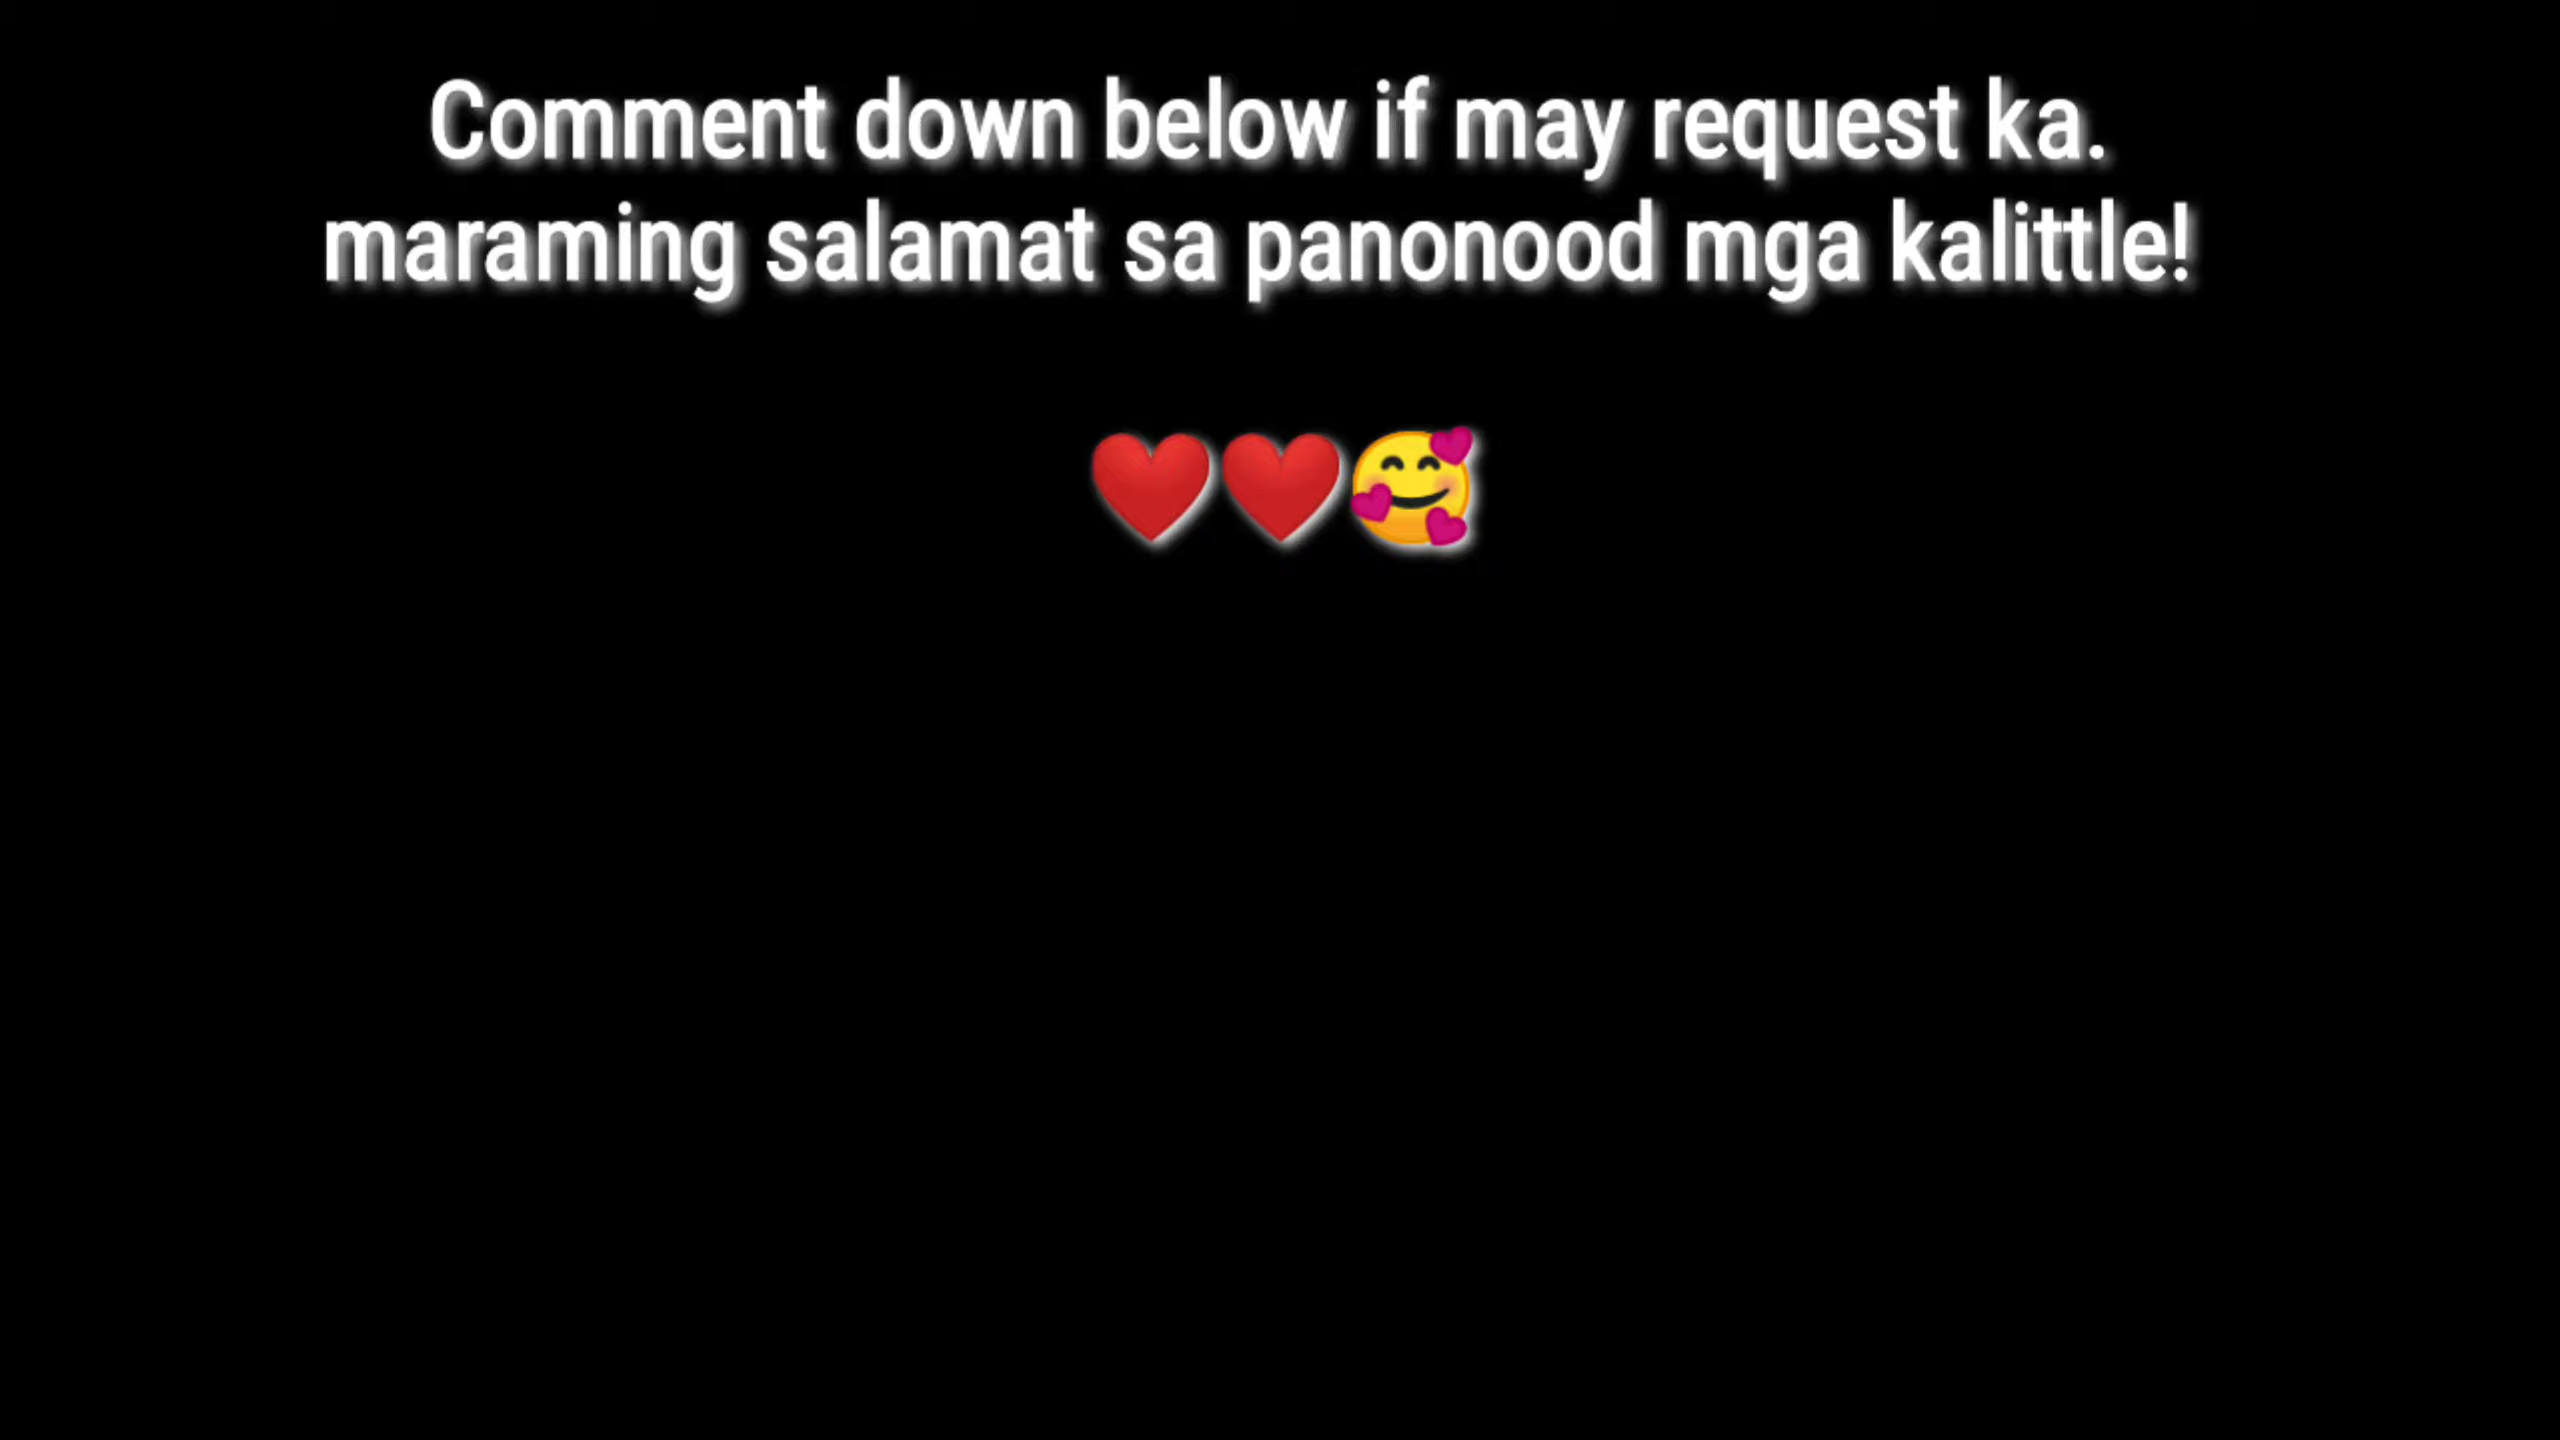 Comment down below if may request ka.
maraming salamat sa panonood mga kalittle!
❤️❤️🥰